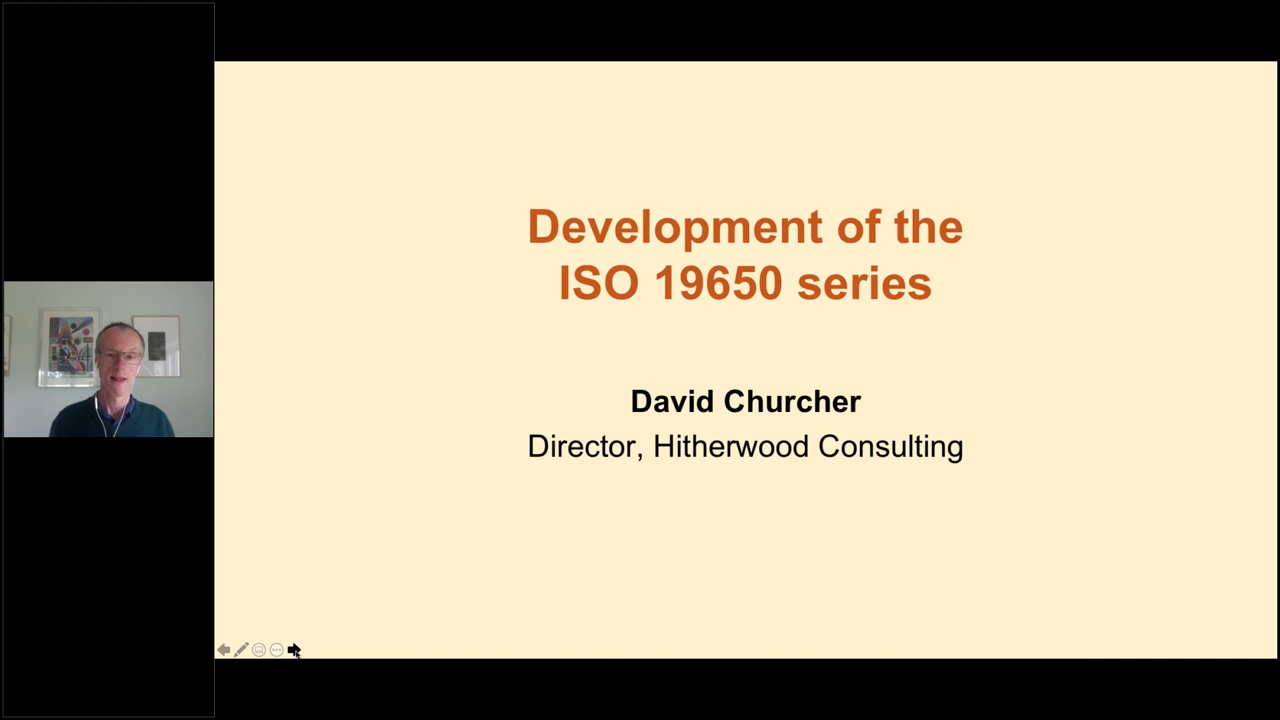 Development of the
ISO 19650 series
David Churcher
Director, Hitherwood Consulting